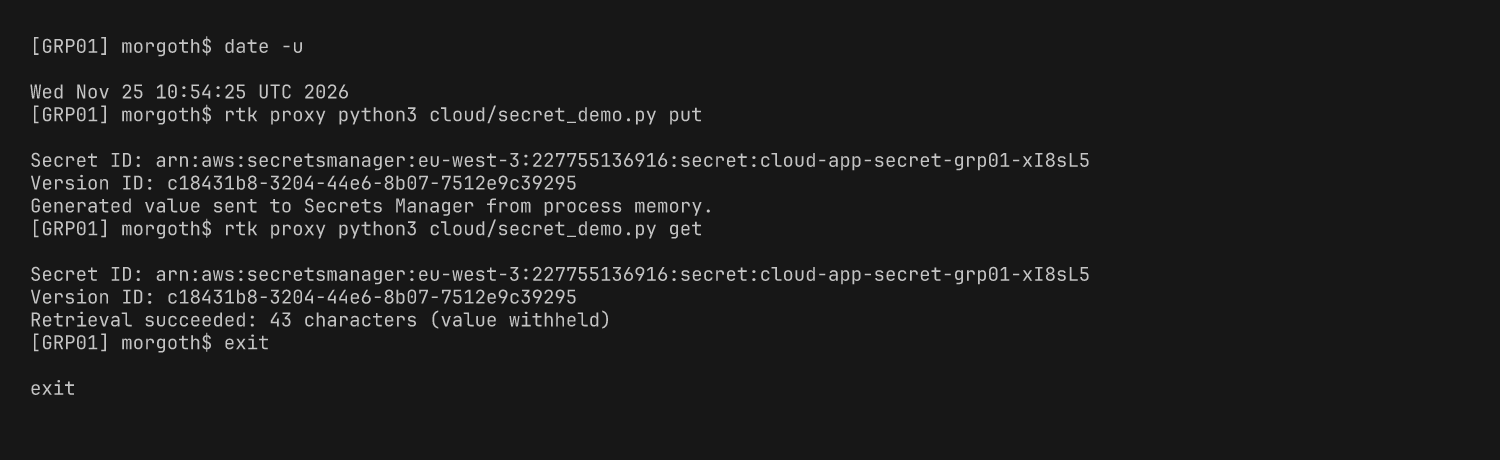 [GRP01] morgoth$ date -u
Wed Nov 25 10:54:25 UTC 2026
[GRP01] morgoth$ rtk proxy python3 cloud/secret_demo.py put
Secret ID: arn:aws:secretsmanager:eu-west-3:227755136916:secret:cloud-app-secret-grp01-xI8sL5
Version ID: c18431b8-3204-44e6-8b07-7512e9c39295
Generated value sent to Secrets Manager from process memory.
[GRP01] morgoth$ rtk proxy python3 cloud/secret_demo.py get
Secret ID: arn:aws:secretsmanager:eu-west-3:227755136916:secret:cloud-app-secret-grp01-xI8sL5
Version ID: c18431b8-3204-44e6-8b07-7512e9c39295
Retrieval succeeded: 43 characters (value withheld)
[GRP01] morgoth$ exit
exit